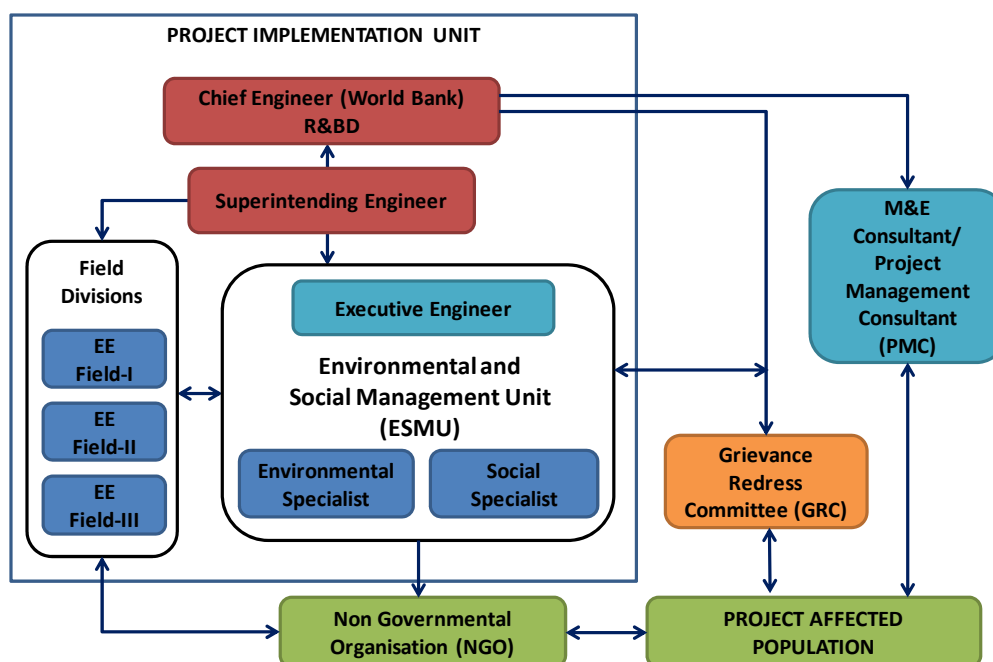 PROJECT IMPLEMENTATION UNIT
Chief Engineer (World Bank)
R&BD
Superintending Engineer
M&E
Consultant/
Project
Management
Consultant
(PMC)
Field
Divisions
EE
Field-I
EE
Field-II
EE
Field-III
Executive Engineer
Environmental and
Social Management Unit
(ESMU)
Environmental
Specialist
Social
Specialist
Grievance
Redress
Committee (GRC)
Non Governmental
Organisation (NGO)
PROJECT AFFECTED
POPULATION